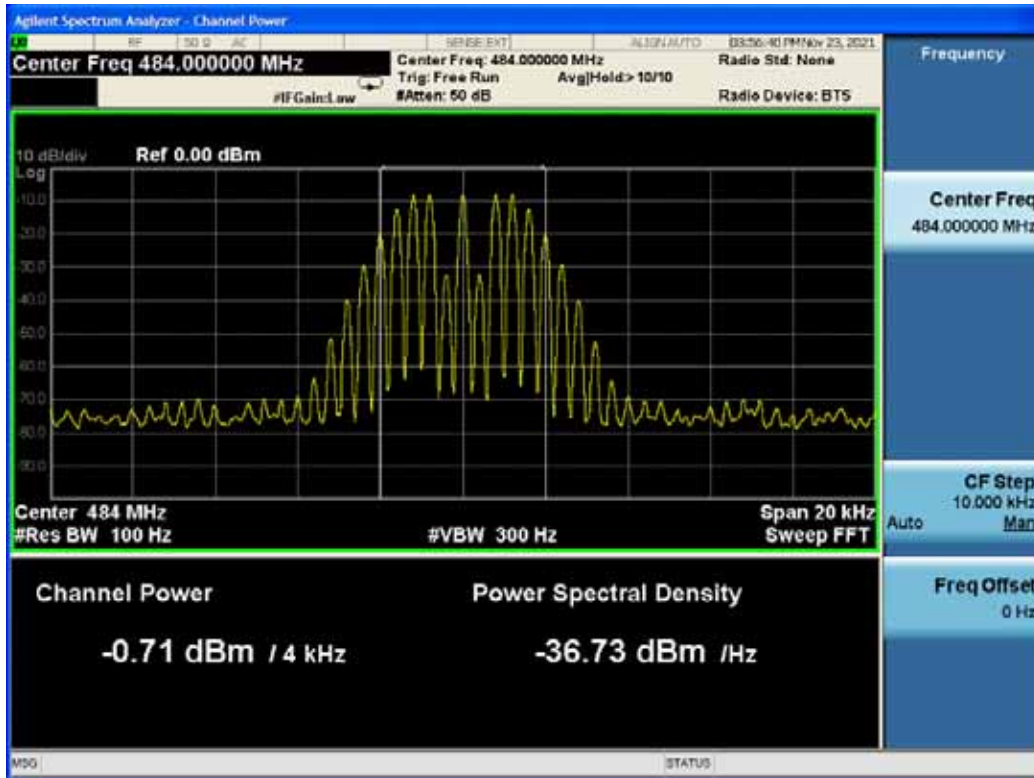 Agilent Spectrum Analyzer - Channel Power
RF 50 Ω AC SENSE:EXT ALIGN AUTO 03:56:40 PM Nov 23, 2021
Center Freq 484.000000 MHz
Center Freq: 484.000000 MHz
Radio Std: None
Trig: Free Run Avg|Hold:> 10/10
#IFGain:Low
#Atten: 50 dB
Radio Device: BTS
Frequency
10 dB/div Ref 0.00 dBm
Log
-10.0
-20.0
-30.0
-40.0
-50.0
-60.0
-70.0
-80.0
-90.0
Center Freq
484.000000 MHz
Center 484 MHz
Span 20 kHz
#Res BW 100 Hz
#VBW 300 Hz
Sweep FFT
CF Step
10.000 kHz
Auto Man
Channel Power
Power Spectral Density
-0.71 dBm / 4 kHz
-36.73 dBm /Hz
Freq Offset
0 Hz
MSG
STATUS